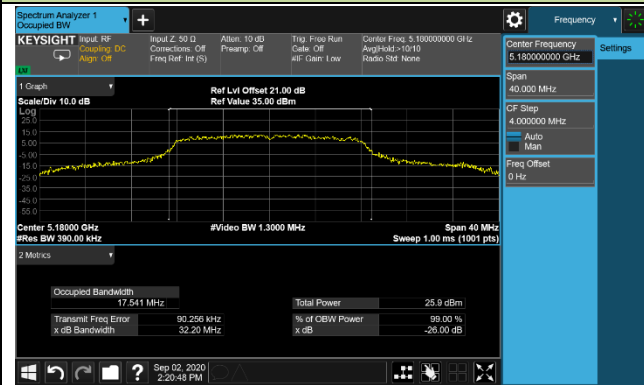 Spectrum Analyzer 1
Occupied BW
Frequency
KEYSIGHT
Input: RF
Coupling: DC
Align: Off
Input Z: 50 Ω
Corrections: Off
Freq Ref: Int (S)
Atten: 10 dB
Preamp: Off
Trig: Free Run
Gate: Off
#IF Gain: Low
Center Freq: 5.180000000 GHz
Avg|Hold:>10/10
Radio Std: None
LXI
Center Frequency
5.180000000 GHz
Settings
Span
40.000 MHz
CF Step
4.000000 MHz
Auto
Man
Freq Offset
0 Hz
1 Graph
Scale/Div 10.0 dB
Ref Lvl Offset 21.00 dB
Ref Value 35.00 dBm
Log
25.0
15.0
5.00
-5.00
-15.0
-25.0
-35.0
-45.0
-55.0
Center 5.18000 GHz
#Video BW 1.3000 MHz
Span 40 MHz
#Res BW 390.00 kHz
Sweep 1.00 ms (1001 pts)
2 Metrics
Occupied Bandwidth
17.541 MHz
Total Power 25.9 dBm
Transmit Freq Error 90.256 kHz
% of OBW Power 99.00 %
x dB Bandwidth 32.20 MHz
x dB -26.00 dB
Sep 02, 2020
2:20:48 PM